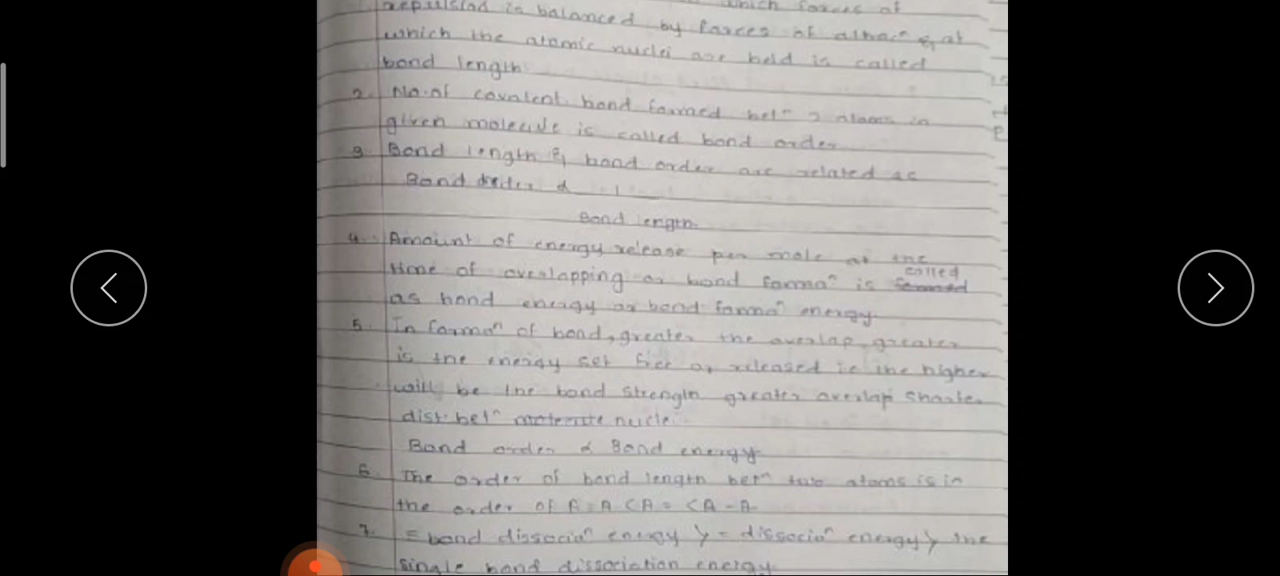 which forces of
repulsion is balanced by forces of attracⁿ & at
which the atomic nuclei are held is called
bond length.
2. No. of covalent bond formed betⁿ 2 atoms in
given molecule is called bond order
3. Bond length & bond order are related as
Bond order α 1
Bond length.
4. Amount of energy release per mole at the
time of overlapping or bond formaⁿ is called
as bond energy or bond formaⁿ energy.
5. In formaⁿ of bond, greater the overlap, greater
is the energy set free or released ie the higher
will be the bond strength greater overlap shorter
dist. betⁿ nuclei.
Bond order α Bond energy
6. The order of bond length betⁿ two atoms is in
the order of A≡A < A= < A-A
7. ≡ bond dissociaⁿ energy > = dissociaⁿ energy > the
single bond dissociation energy